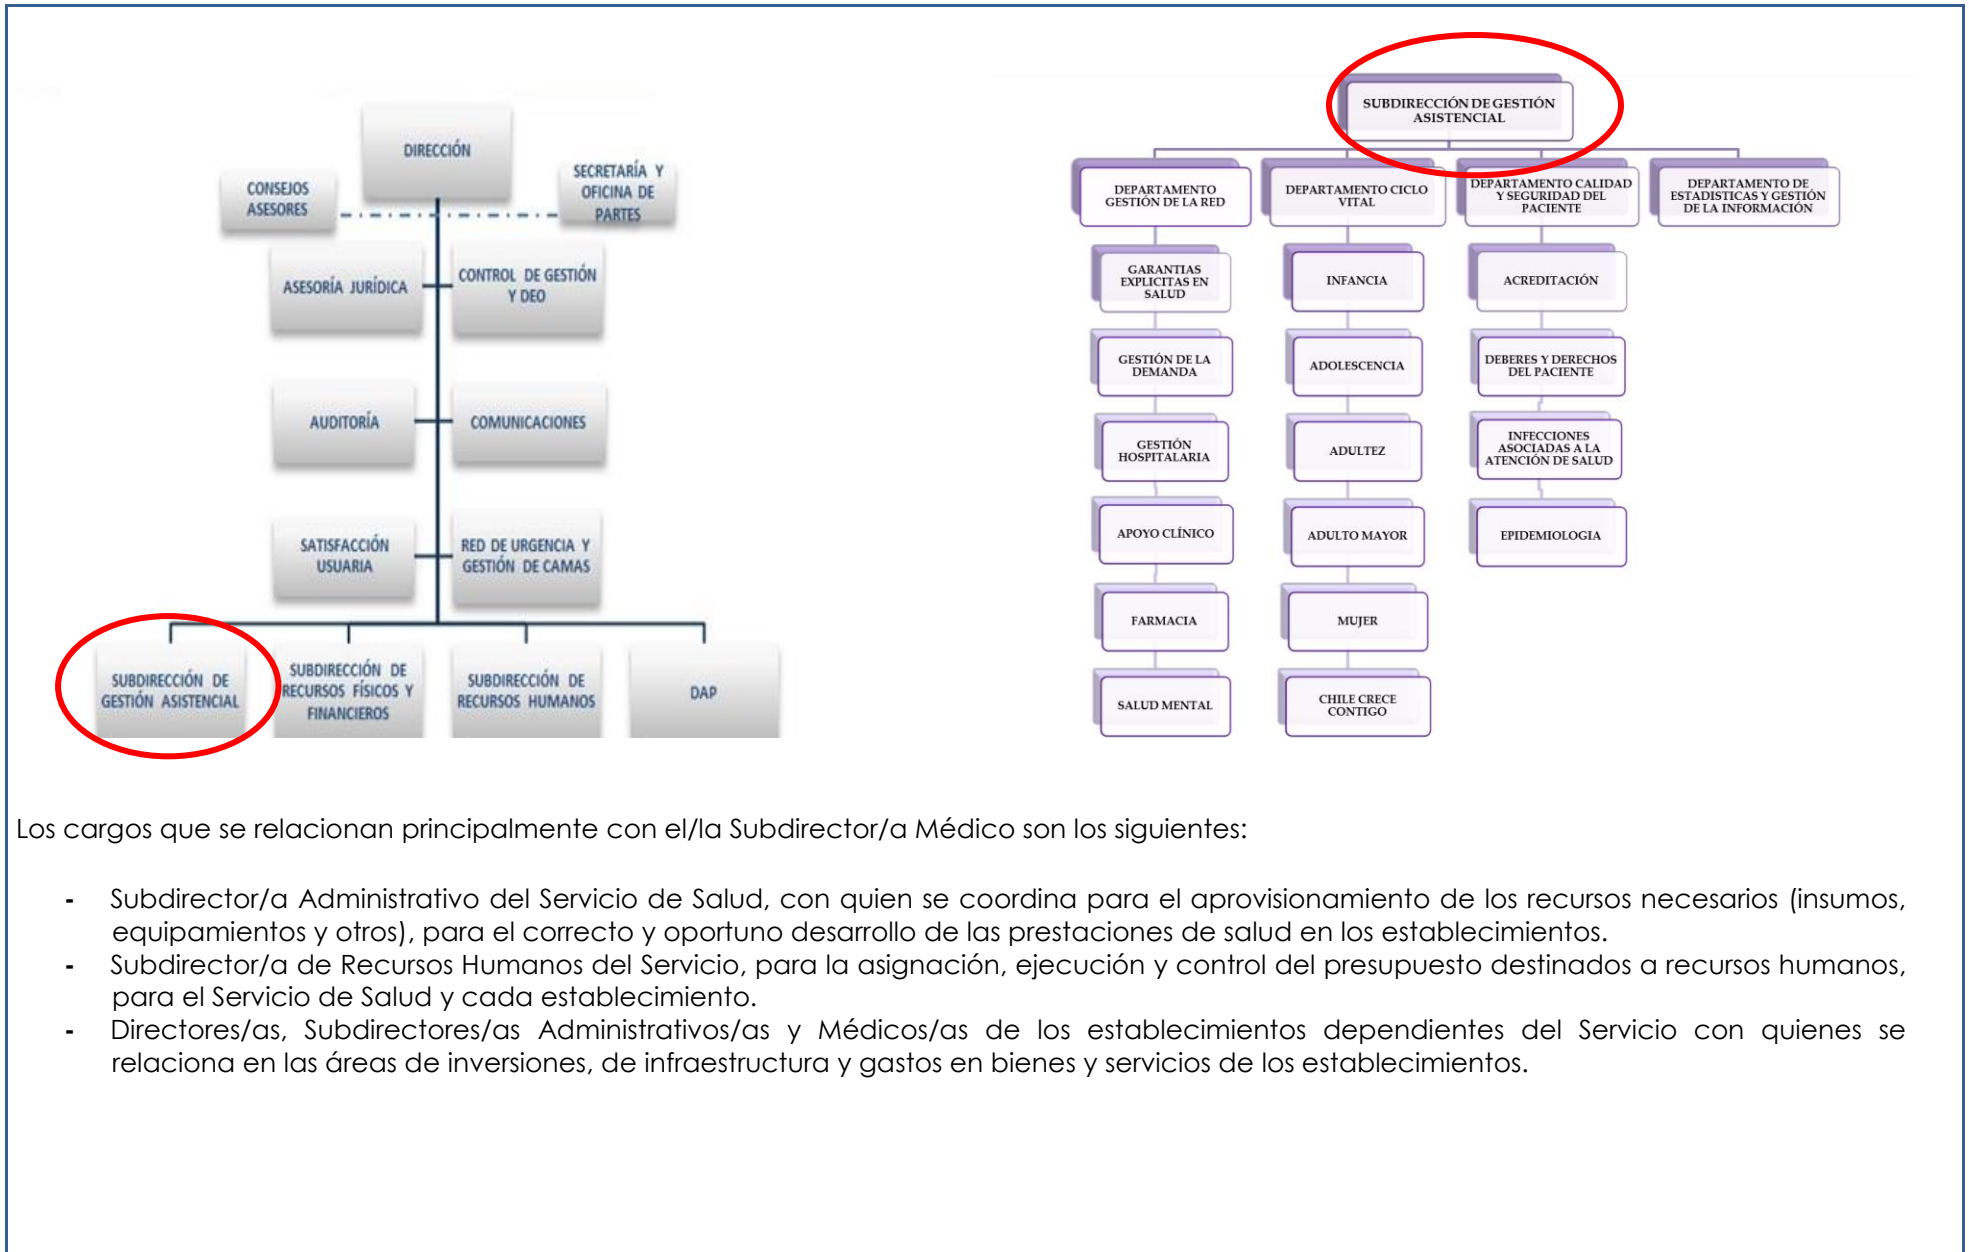 DIRECCIÓN
CONSEJOS
ASESORES
SECRETARÍA Y
OFICINA DE
PARTES
ASESORÍA JURÍDICA
CONTROL DE GESTIÓN
Y DEO
AUDITORÍA
COMUNICACIONES
SATISFACCIÓN
USUARIA
RED DE URGENCIA Y
GESTIÓN DE CAMAS
SUBDIRECCIÓN DE
GESTIÓN ASISTENCIAL
SUBDIRECCIÓN DE
RECURSOS FÍSICOS Y
FINANCIEROS
SUBDIRECCIÓN DE
RECURSOS HUMANOS
DAP
SUBDIRECCIÓN DE GESTIÓN
ASISTENCIAL
DEPARTAMENTO
GESTIÓN DE LA RED
DEPARTAMENTO CICLO
VITAL
DEPARTAMENTO CALIDAD
Y SEGURIDAD DEL
PACIENTE
DEPARTAMENTO DE
ESTADISTICAS Y GESTIÓN
DE LA INFORMACIÓN
GARANTIAS
EXPLICITAS EN
SALUD
GESTIÓN DE LA
DEMANDA
GESTIÓN
HOSPITALARIA
APOYO CLÍNICO
FARMACIA
SALUD MENTAL
INFANCIA
ADOLESCENCIA
ADULTEZ
ADULTO MAYOR
MUJER
CHILE CRECE
CONTIGO
ACREDITACIÓN
DEBERES Y DERECHOS
DEL PACIENTE
INFECCIONES
ASOCIADAS A LA
ATENCIÓN DE SALUD
EPIDEMIOLOGIA
Los cargos que se relacionan principalmente con el/la Subdirector/a Médico son los siguientes:
- Subdirector/a Administrativo del Servicio de Salud, con quien se coordina para el aprovisionamiento de los recursos necesarios (insumos,
equipamientos y otros), para el correcto y oportuno desarrollo de las prestaciones de salud en los establecimientos.
- Subdirector/a de Recursos Humanos del Servicio, para la asignación, ejecución y control del presupuesto destinados a recursos humanos,
para el Servicio de Salud y cada establecimiento.
- Directores/as, Subdirectores/as Administrativos/as y Médicos/as de los establecimientos dependientes del Servicio con quienes se
relaciona en las áreas de inversiones, de infraestructura y gastos en bienes y servicios de los establecimientos.